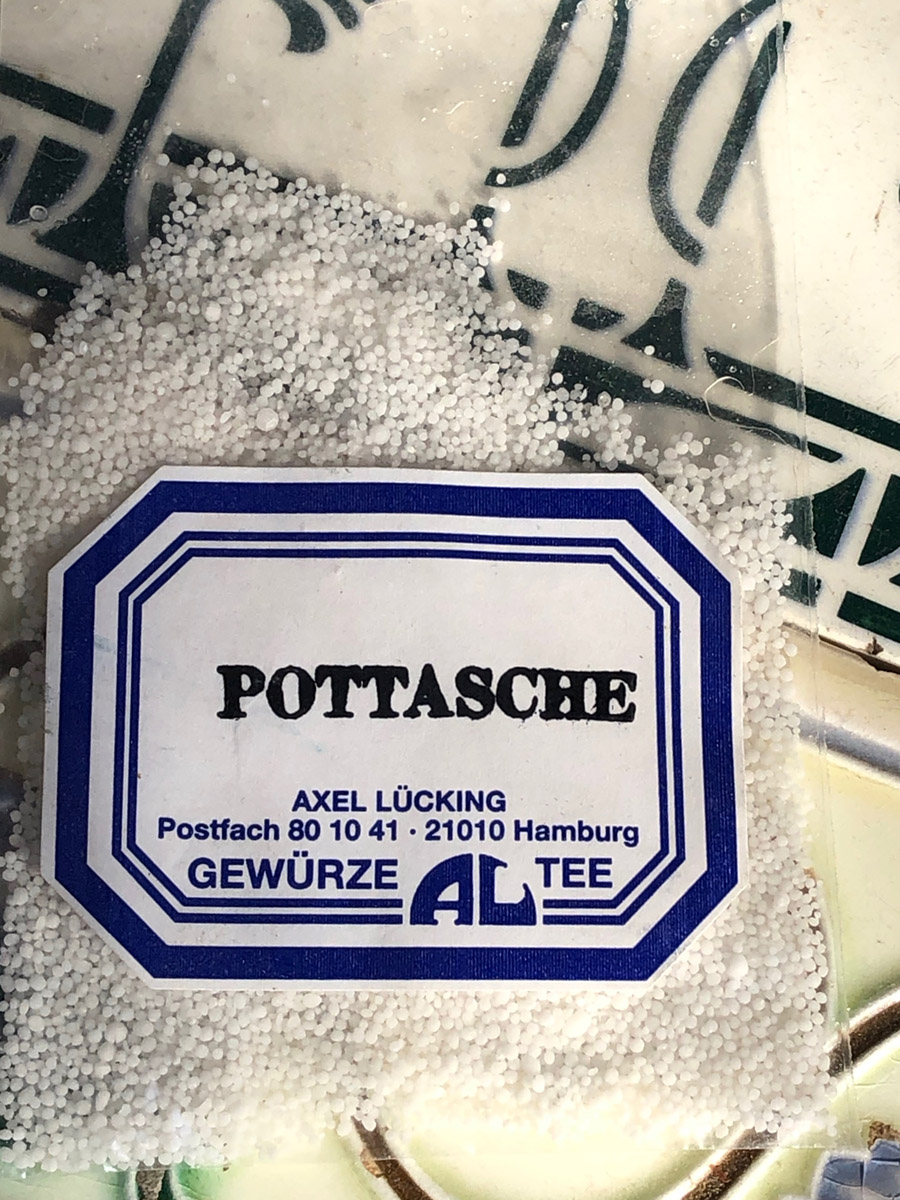 POTTASCHE
AXEL LÜCKING
Postfach 80 10 41 · 21010 Hamburg
GEWÜRZE AL TEE